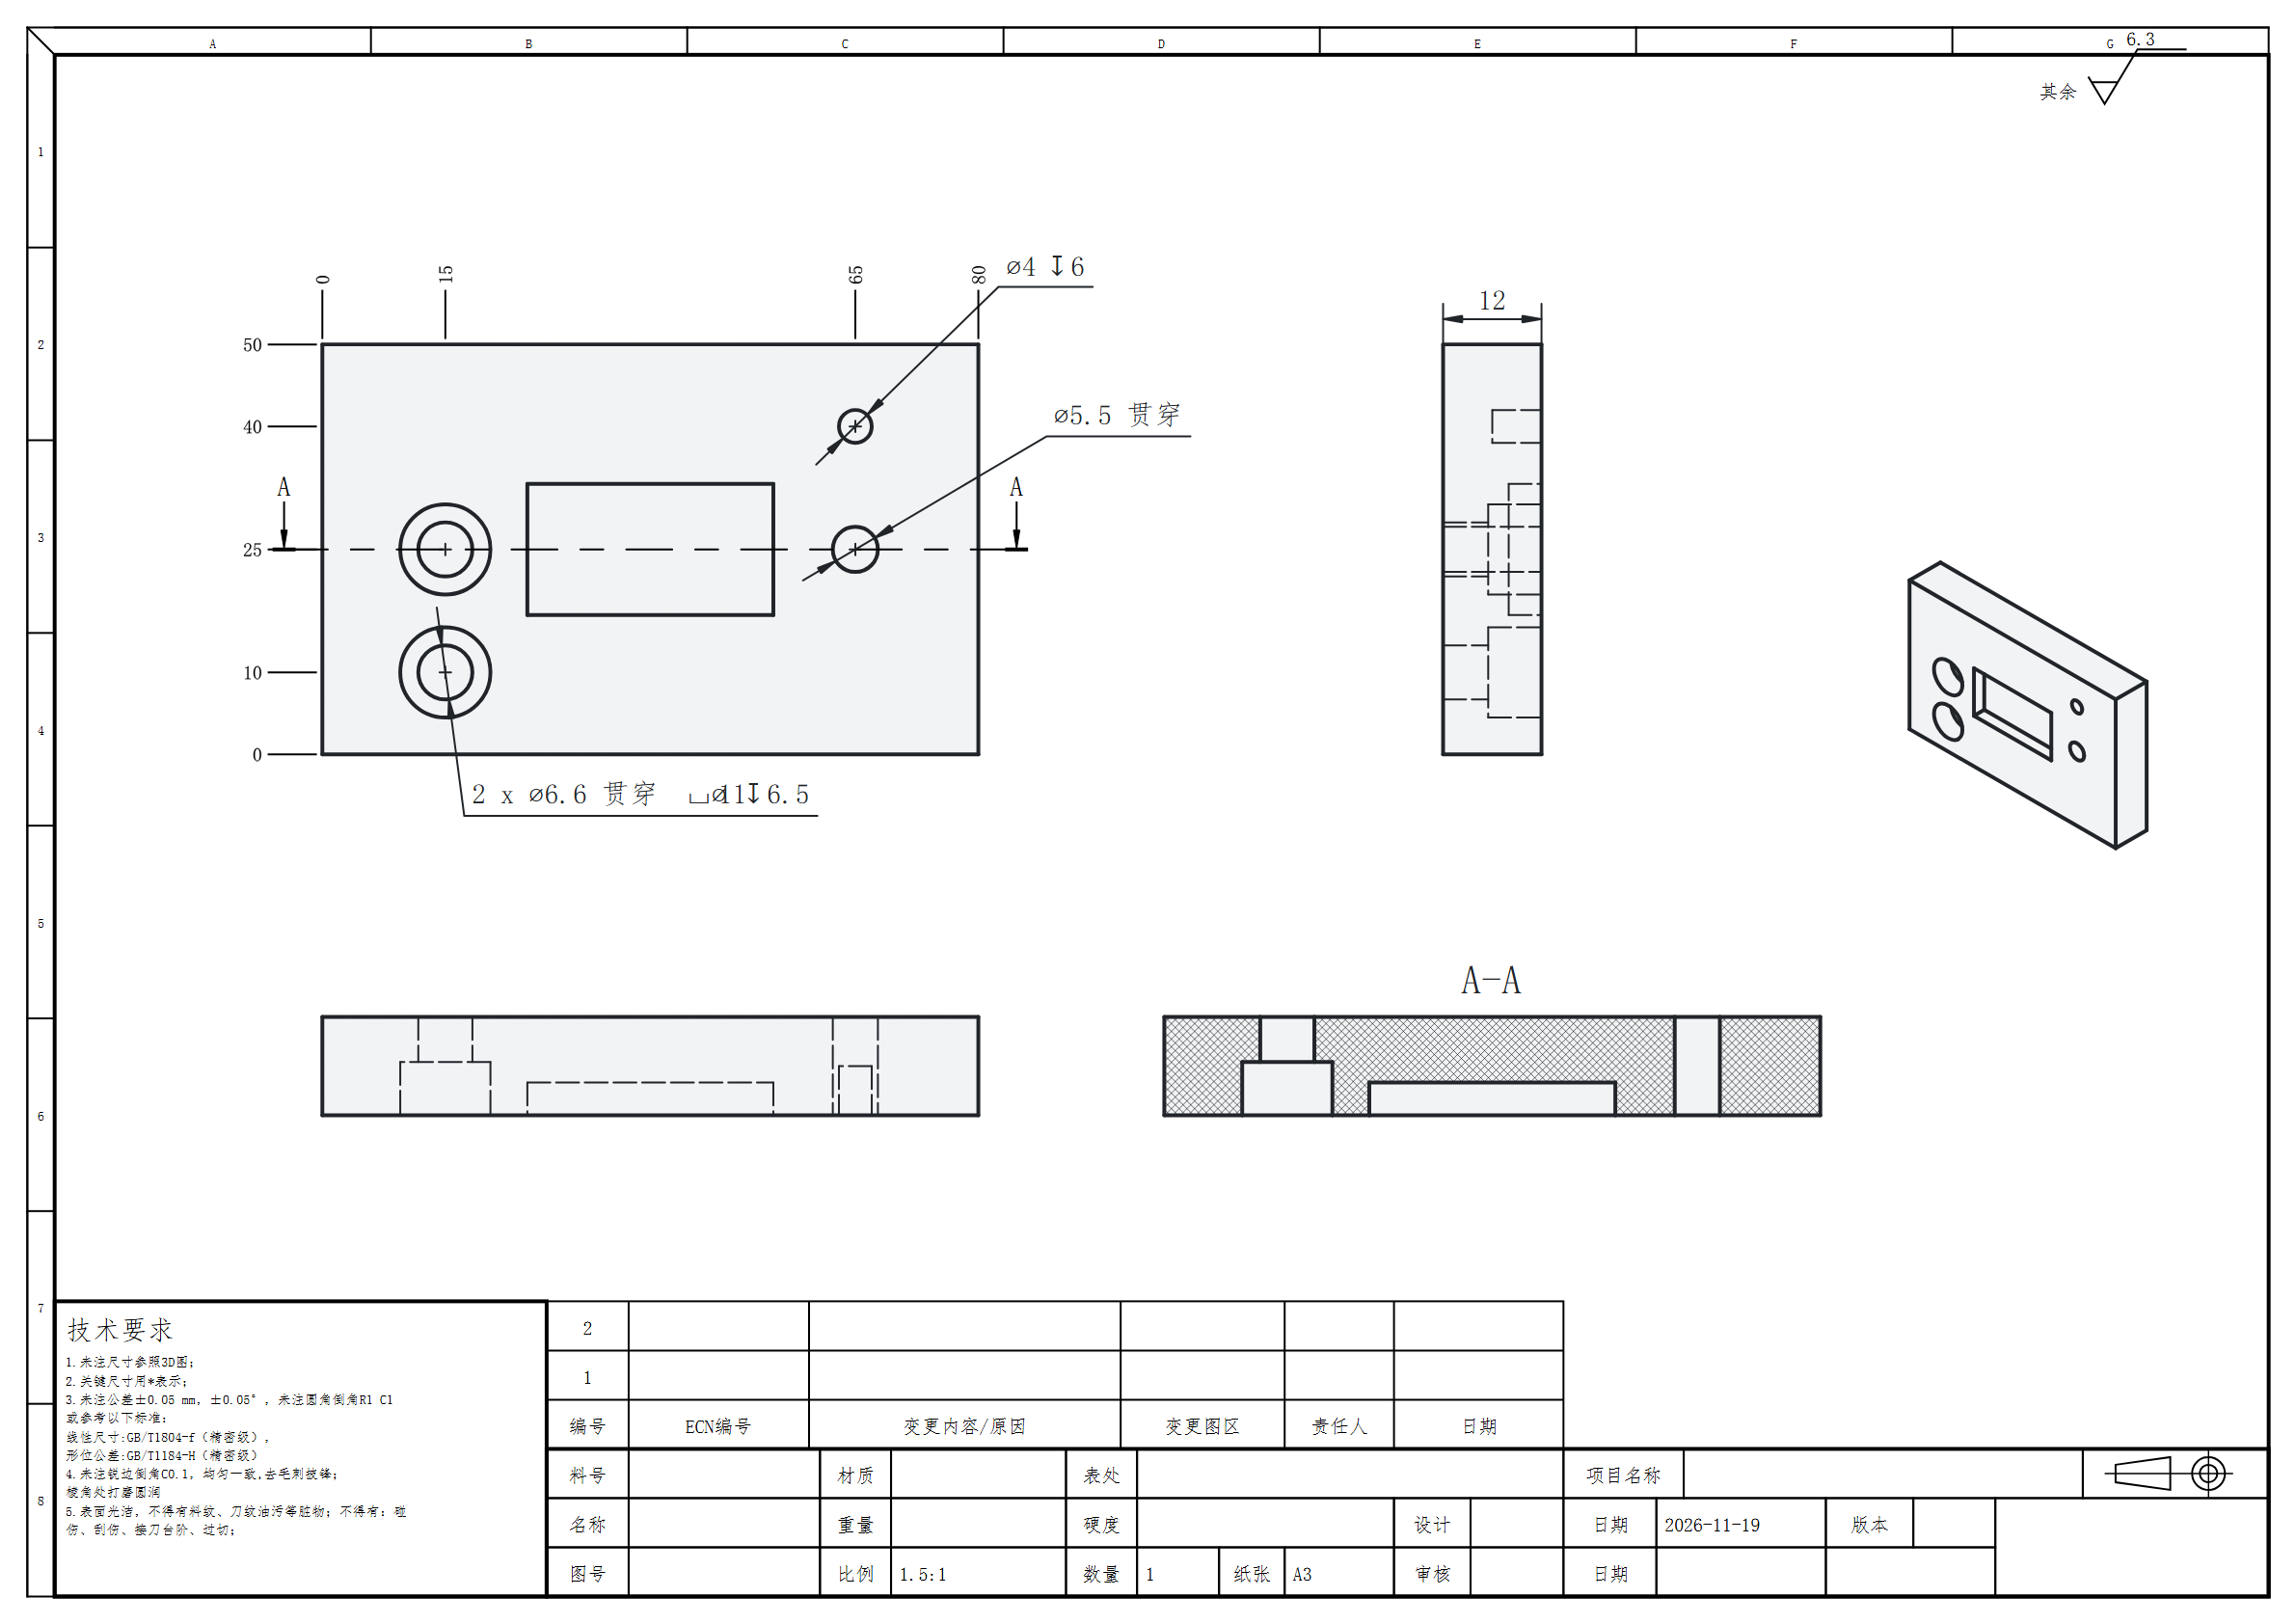 A B C D E F G
6.3
其余
1
2
3
4
5
6
7
8
0 15 65 80
50
40
25
10
0
⌀4 ↧6
⌀5.5 贯穿
A A
2 x ⌀6.6 贯穿 ⌴⌀11↧6.5
12
A-A
技术要求
1.未注尺寸参照3D图;
2.关键尺寸用*表示;
3.未注公差±0.05 mm, ±0.05° , 未注圆角倒角R1 C1
或参考以下标准:
线性尺寸:GB/T1804-f（精密级）,
形位公差:GB/T1184-H（精密级）
4.未注锐边倒角C0.1, 均匀一致,去毛刺披锋;
棱角处打磨圆润
5.表面光洁, 不得有料纹、刀纹油污等脏物; 不得有: 碰
伤、刮伤、接刀台阶、过切;
2
1
编号 ECN编号 变更内容/原因 变更图区 责任人 日期
料号 材质 表处 项目名称
名称 重量 硬度 设计 日期 2026-11-19 版本
图号 比例 1.5:1 数量 1 纸张 A3 审核 日期